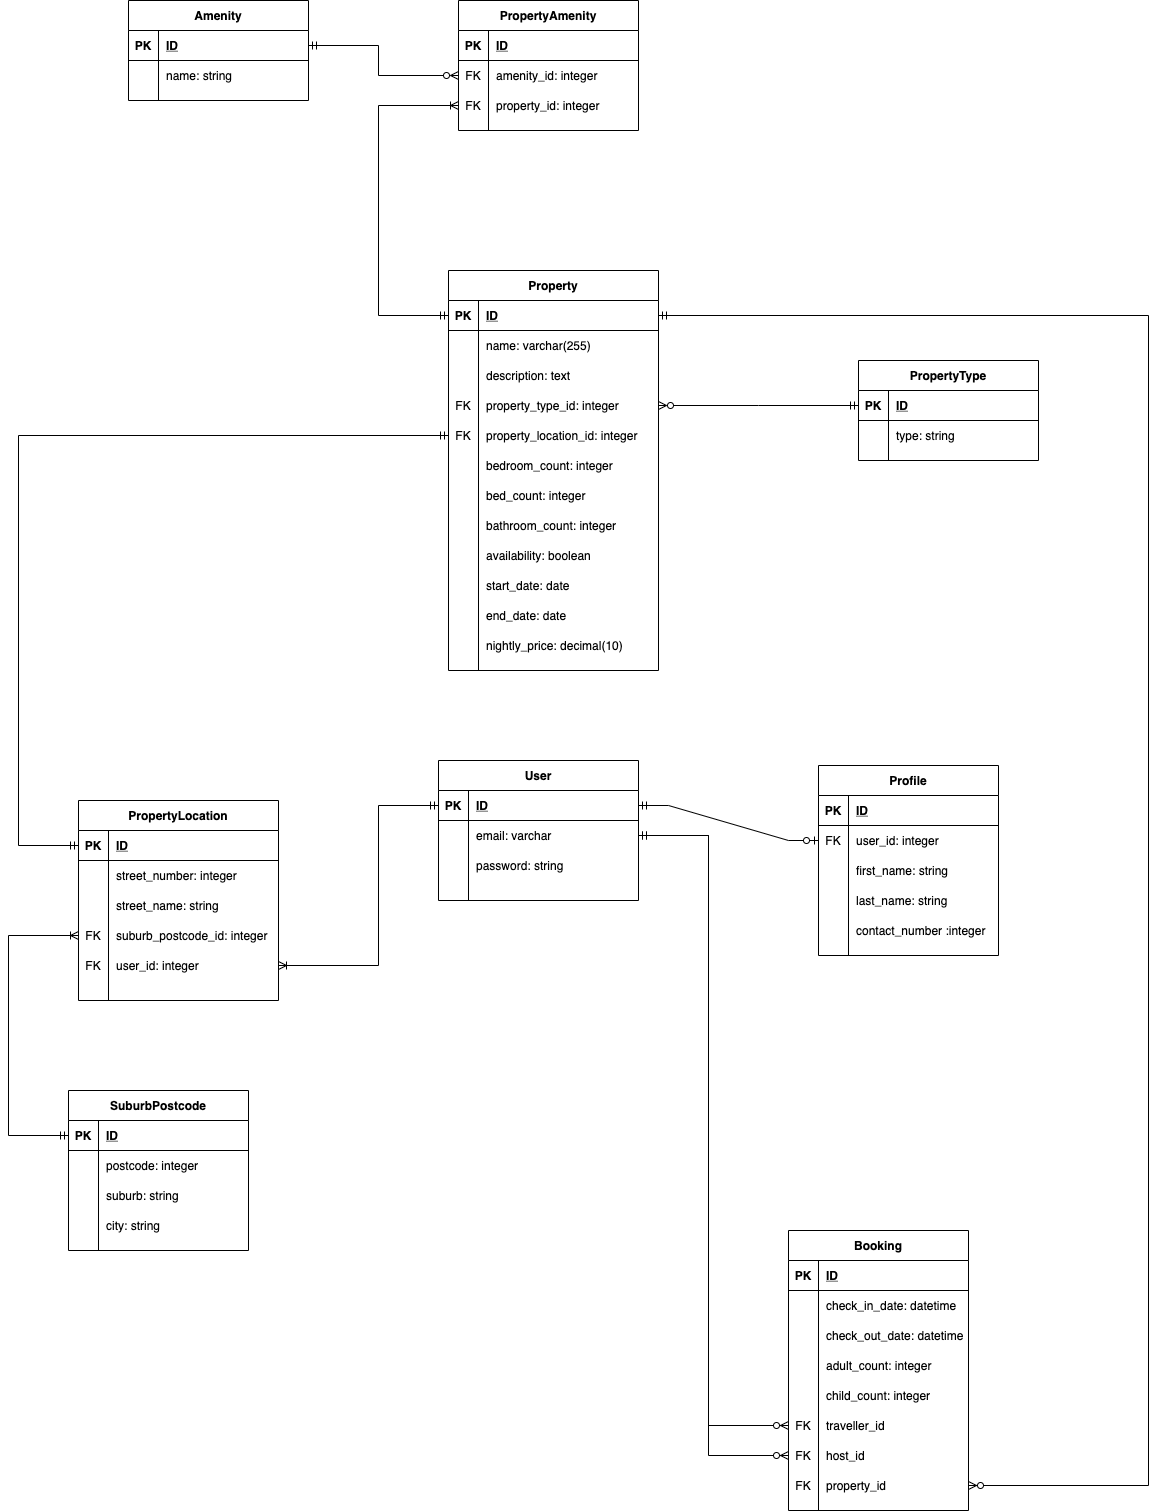 Amenity
PK ID
name: string
PropertyAmenity
PK ID
FK amenity_id: integer
FK property_id: integer
Property
PK ID
name: varchar(255)
description: text
FK property_type_id: integer
FK property_location_id: integer
bedroom_count: integer
bed_count: integer
bathroom_count: integer
availability: boolean
start_date: date
end_date: date
nightly_price: decimal(10)
PropertyType
PK ID
type: string
User
PK ID
email: varchar
password: string
Profile
PK ID
FK user_id: integer
first_name: string
last_name: string
contact_number :integer
PropertyLocation
PK ID
street_number: integer
street_name: string
FK suburb_postcode_id: integer
FK user_id: integer
SuburbPostcode
PK ID
postcode: integer
suburb: string
city: string
Booking
PK ID
check_in_date: datetime
check_out_date: datetime
adult_count: integer
child_count: integer
FK traveller_id
FK host_id
FK property_id